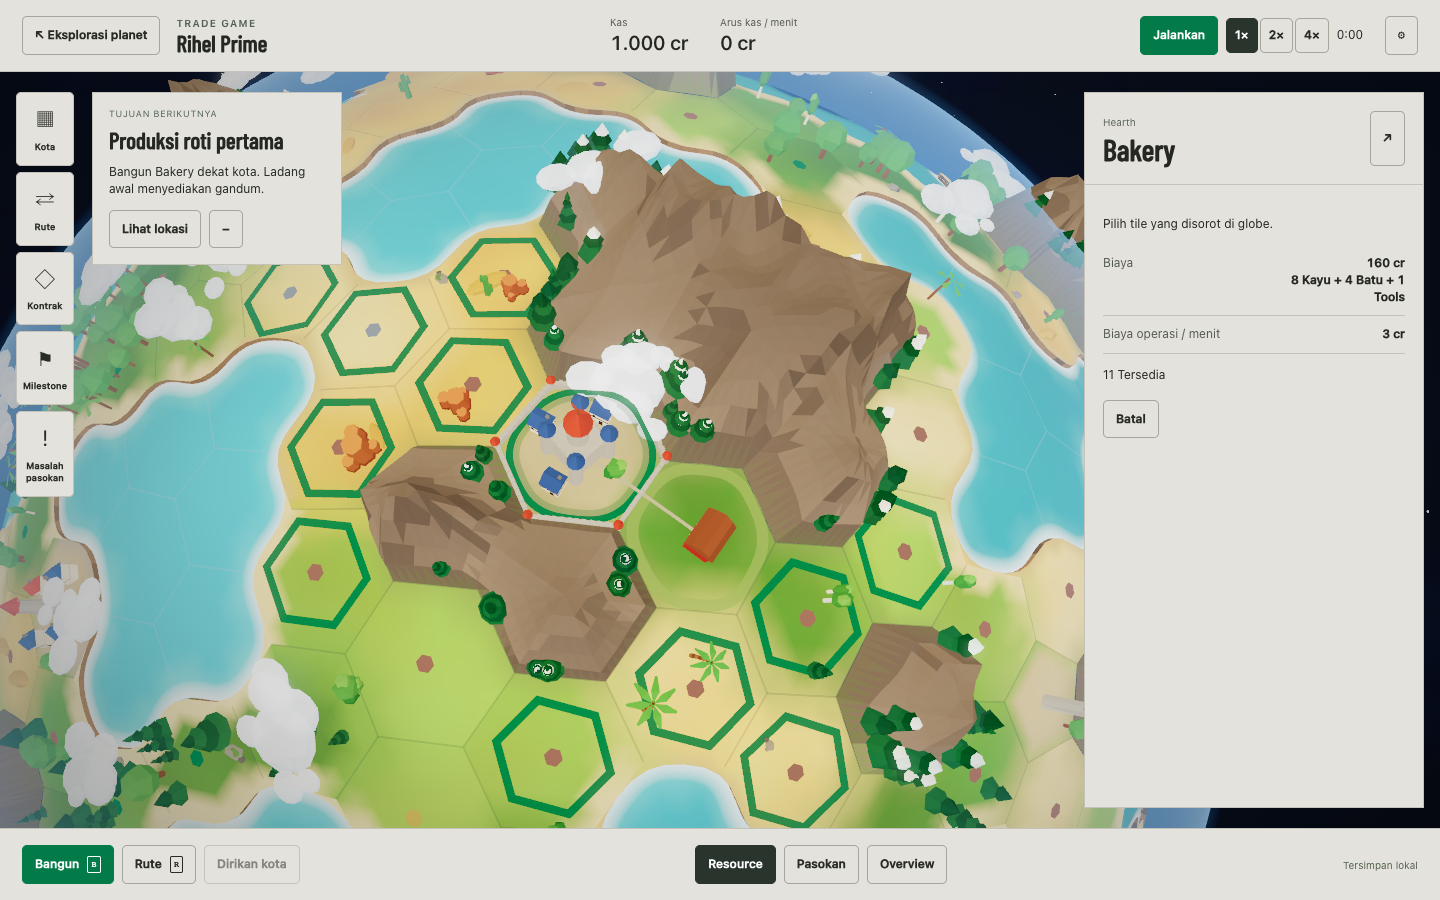 Eksplorasi planet
TRADE GAME
Rihel Prime
Kas
1.000 cr
Arus kas / menit
0 cr
Jalankan
1×
2×
4×
0:00
Kota
Rute
Kontrak
Milestone
!
Masalah
pasokan
TUJUAN BERIKUTNYA
Produksi roti pertama
Bangun Bakery dekat kota. Ladang
awal menyediakan gandum.
Lihat lokasi
–
Hearth
Bakery
Pilih tile yang disorot di globe.
Biaya
160 cr
8 Kayu + 4 Batu + 1
Tools
Biaya operasi / menit
3 cr
11 Tersedia
Batal
Bangun B
Rute R
Dirikan kota
Resource
Pasokan
Overview
Tersimpan lokal